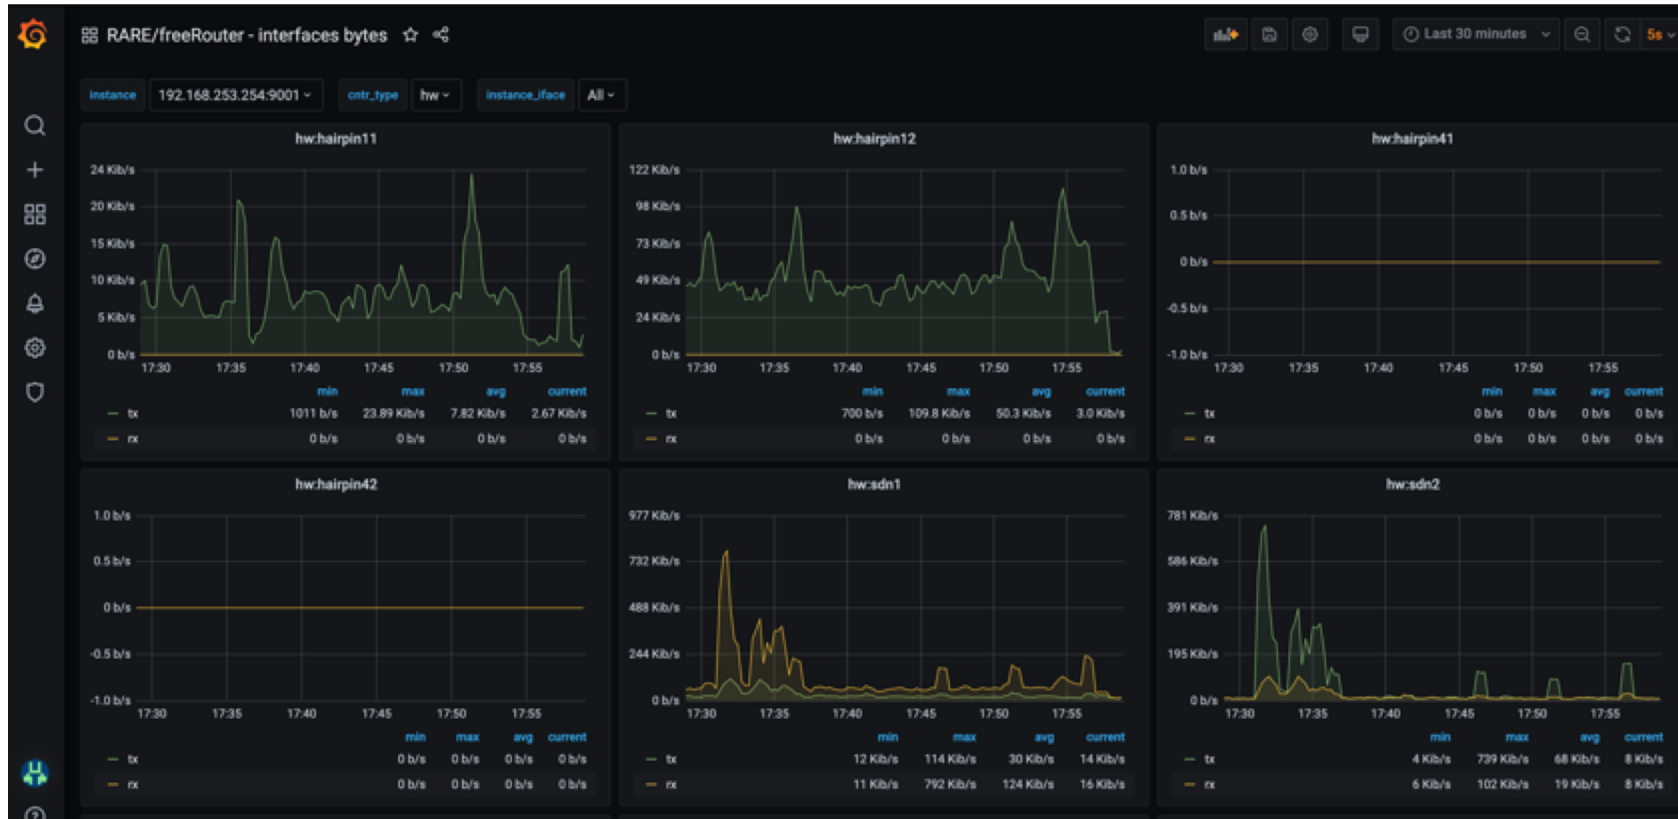 RARE/freeRouter - interfaces bytes
Last 30 minutes
5s
instance 192.168.253.254:9001 cntr_type hw instance_iface All
hw:hairpin11
24 Kib/s
20 Kib/s
15 Kib/s
10 Kib/s
5 Kib/s
0 b/s
17:30 17:35 17:40 17:45 17:50 17:55
min max avg current
tx 1011 b/s 23.89 Kib/s 7.82 Kib/s 2.67 Kib/s
rx 0 b/s 0 b/s 0 b/s 0 b/s
hw:hairpin12
122 Kib/s
98 Kib/s
73 Kib/s
49 Kib/s
24 Kib/s
0 b/s
17:30 17:35 17:40 17:45 17:50 17:55
min max avg current
tx 700 b/s 109.8 Kib/s 50.3 Kib/s 3.0 Kib/s
rx 0 b/s 0 b/s 0 b/s 0 b/s
hw:hairpin41
1.0 b/s
0.5 b/s
0 b/s
-0.5 b/s
-1.0 b/s
17:30 17:35 17:40 17:45 17:50 17:55
min max avg current
tx 0 b/s 0 b/s 0 b/s 0 b/s
rx 0 b/s 0 b/s 0 b/s 0 b/s
hw:hairpin42
1.0 b/s
0.5 b/s
0 b/s
-0.5 b/s
-1.0 b/s
17:30 17:35 17:40 17:45 17:50 17:55
min max avg current
tx 0 b/s 0 b/s 0 b/s 0 b/s
rx 0 b/s 0 b/s 0 b/s 0 b/s
hw:sdn1
977 Kib/s
732 Kib/s
488 Kib/s
244 Kib/s
0 b/s
17:30 17:35 17:40 17:45 17:50 17:55
min max avg current
tx 12 Kib/s 114 Kib/s 30 Kib/s 14 Kib/s
rx 11 Kib/s 792 Kib/s 124 Kib/s 16 Kib/s
hw:sdn2
781 Kib/s
586 Kib/s
391 Kib/s
195 Kib/s
0 b/s
17:30 17:35 17:40 17:45 17:50 17:55
min max avg current
tx 4 Kib/s 739 Kib/s 68 Kib/s 8 Kib/s
rx 6 Kib/s 102 Kib/s 19 Kib/s 8 Kib/s